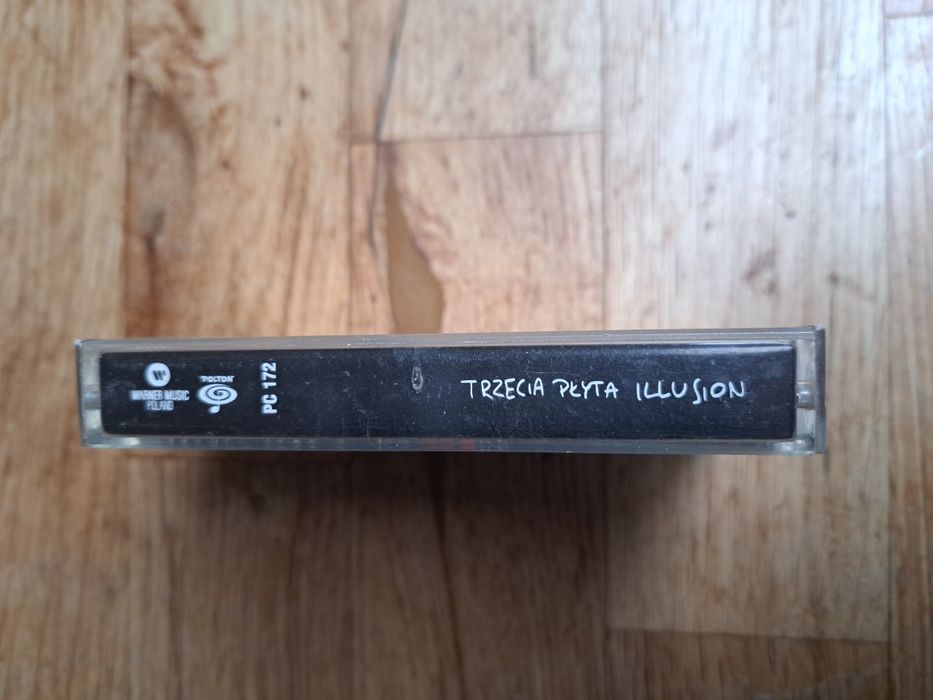 WARNER MUSIC
POLAND
POLTON
PC 172
TRZECIA PŁYTA ILLUSION